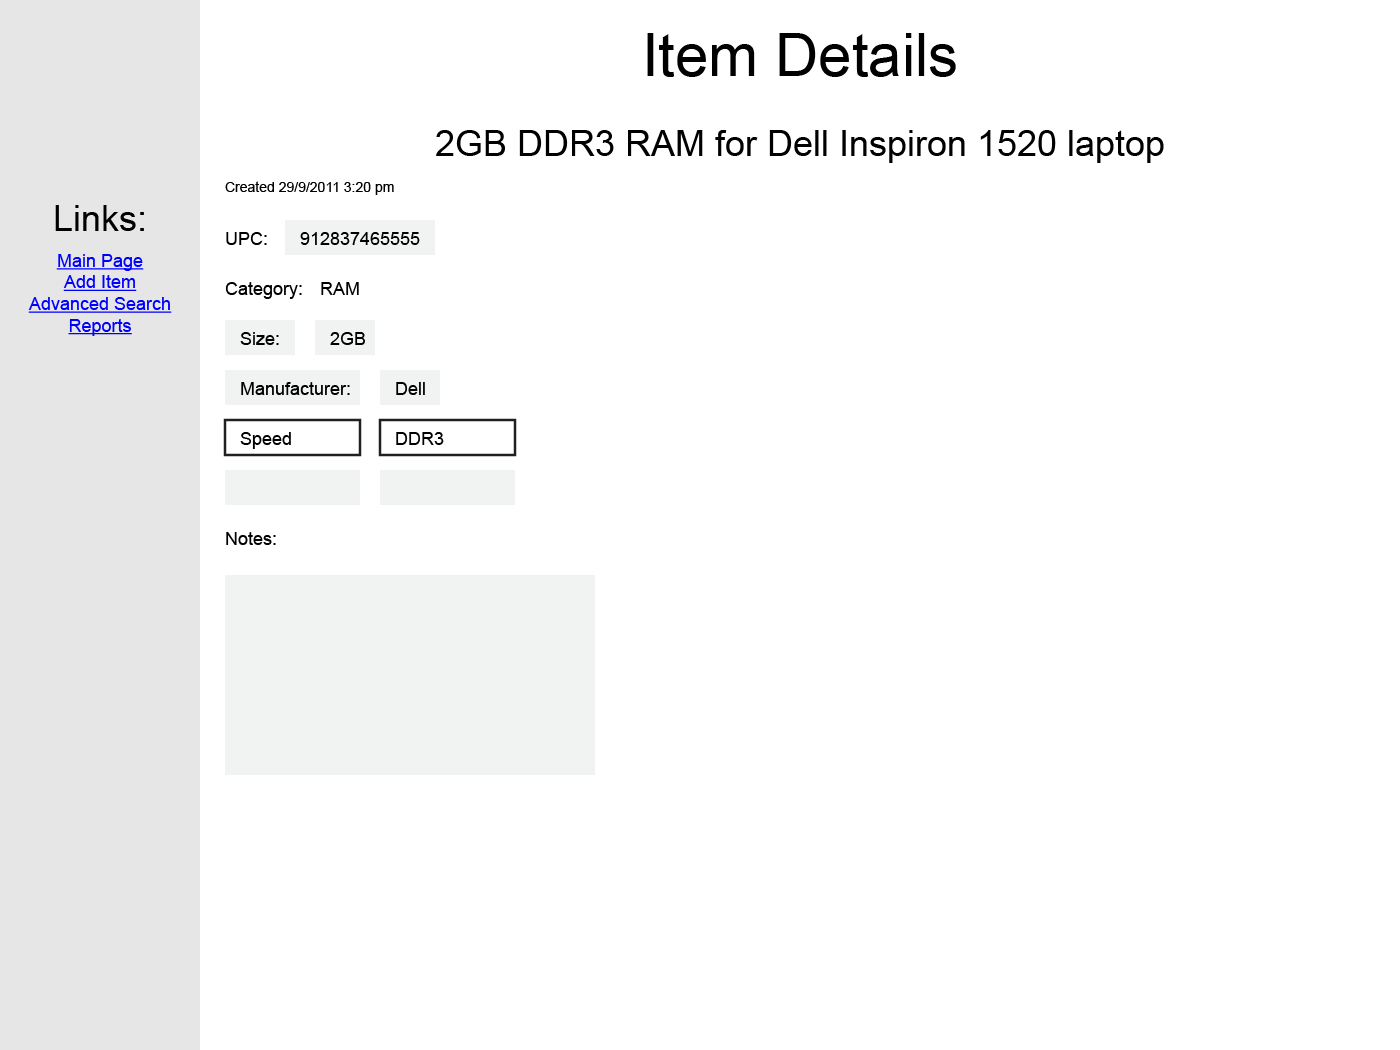 Item Details
2GB DDR3 RAM for Dell Inspiron 1520 laptop
Created 29/9/2011 3:20 pm
Links:
Main Page
Add Item
Advanced Search
Reports
UPC: 912837465555
Category: RAM
Size: 2GB
Manufacturer: Dell
Speed DDR3
Notes: